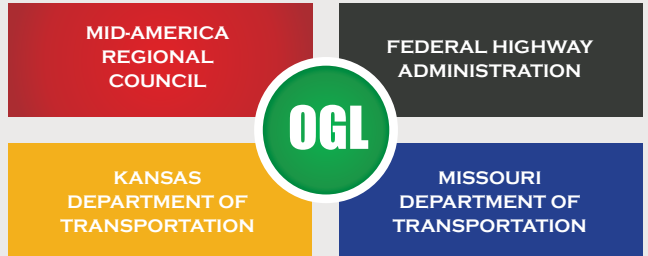 MID-AMERICA
REGIONAL
COUNCIL
FEDERAL HIGHWAY
ADMINISTRATION
OGL
KANSAS
DEPARTMENT OF
TRANSPORTATION
MISSOURI
DEPARTMENT OF
TRANSPORTATION